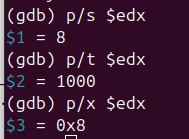 (gdb) p/s $edx
$1 = 8
(gdb) p/t $edx
$2 = 1000
(gdb) p/x $edx
$3 = 0x8